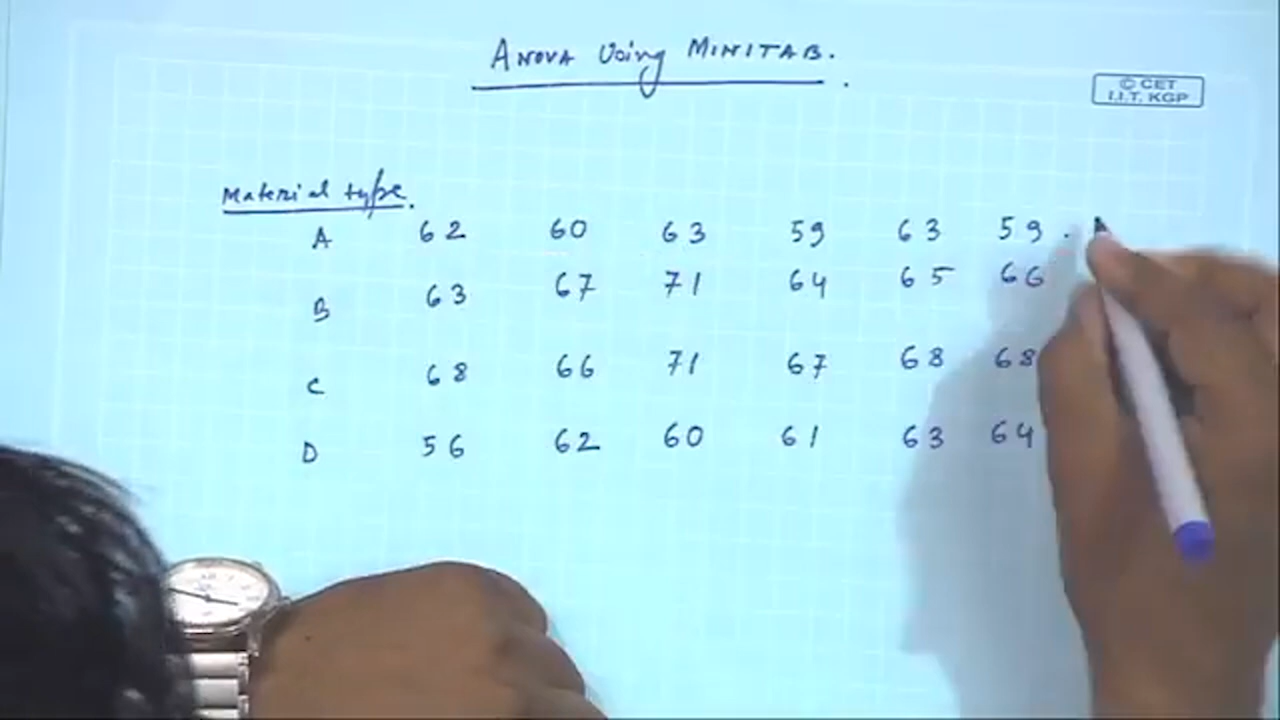 ANOVA Using MINITAB.
© CET
I.I.T. KGP
Material type.
A 62 60 63 59 63 59
B 63 67 71 64 65 66
C 68 66 71 67 68 68
D 56 62 60 61 63 64